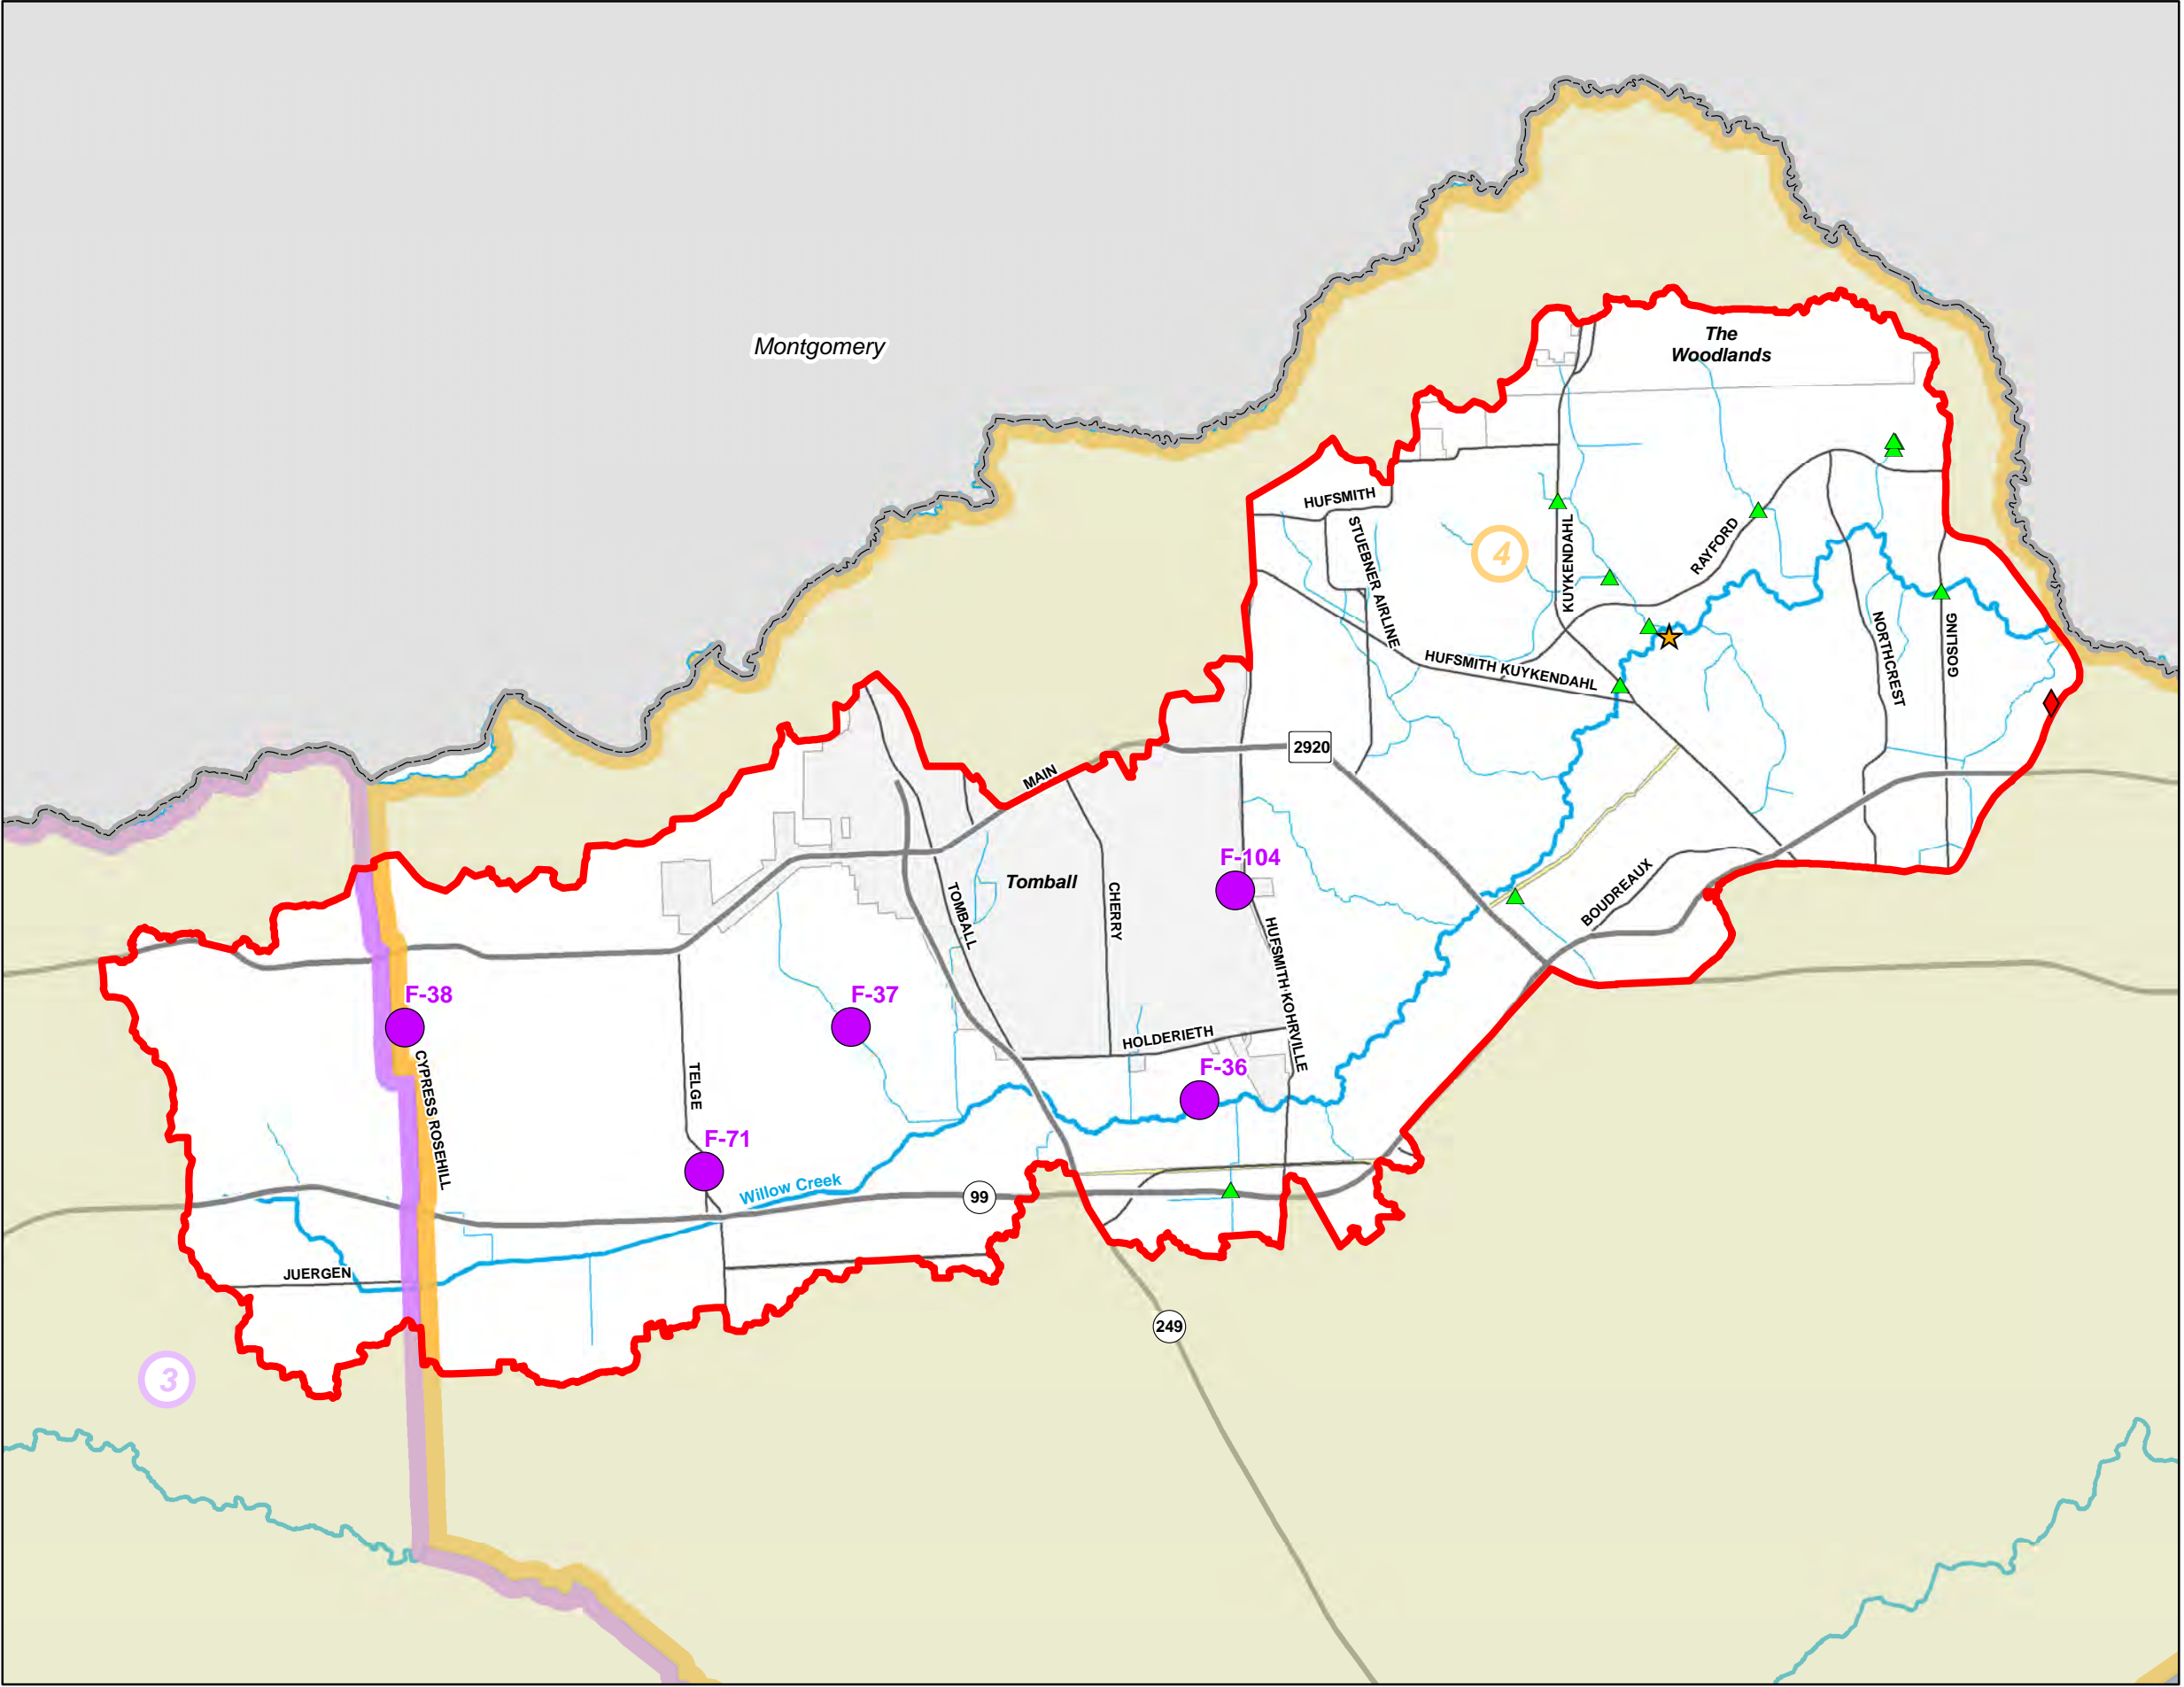 The
Woodlands
Montgomery
HUFSMITH
STUEBNER AIRLINE
4
KUYKENDAHL
RAYFORD
NORTHCREST
GOSLING
HUFSMITH KUYKENDAHL
2920
MAIN
F-104
Tomball
TOMBALL
CHERRY
BOUDREAUX
HUFSMITH KOHRVILLE
F-38
F-37
HOLDERIETH
F-36
CYPRESS ROSEHILL
TELGE
F-71
Willow Creek
99
JUERGEN
249
3